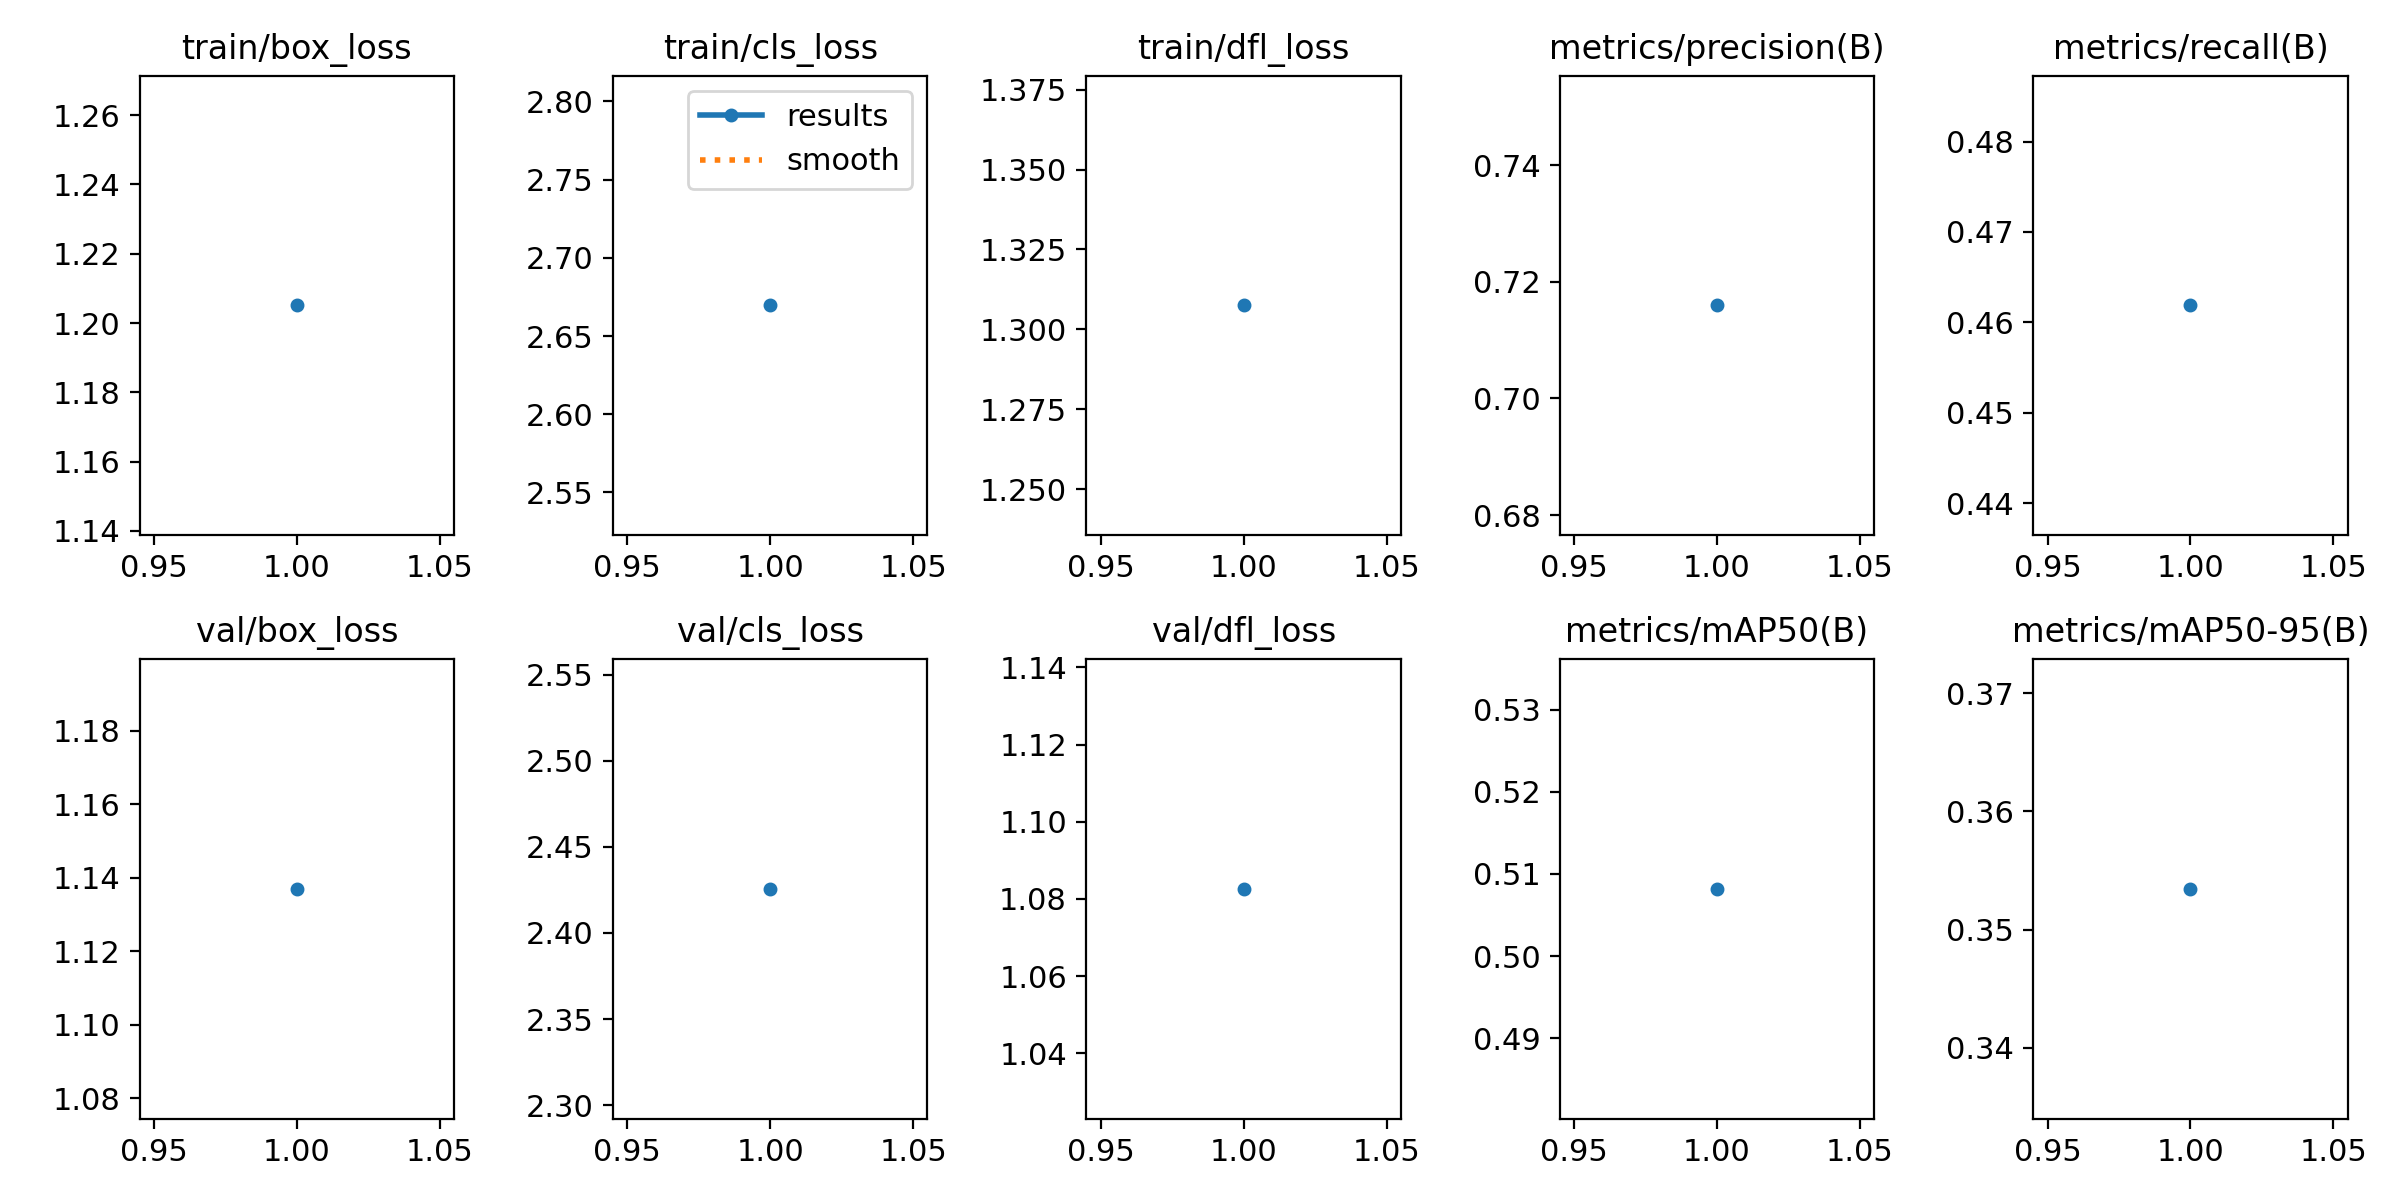 train/box_loss
1.26
1.24
1.22
1.20
1.18
1.16
1.14
0.95 1.00 1.05
train/cls_loss
results
smooth
2.80
2.75
2.70
2.65
2.60
2.55
0.95 1.00 1.05
train/dfl_loss
1.375
1.350
1.325
1.300
1.275
1.250
0.95 1.00 1.05
metrics/precision(B)
0.74
0.72
0.70
0.68
0.95 1.00 1.05
metrics/recall(B)
0.48
0.47
0.46
0.45
0.44
0.95 1.00 1.05
val/box_loss
1.18
1.16
1.14
1.12
1.10
1.08
0.95 1.00 1.05
val/cls_loss
2.55
2.50
2.45
2.40
2.35
2.30
0.95 1.00 1.05
val/dfl_loss
1.14
1.12
1.10
1.08
1.06
1.04
0.95 1.00 1.05
metrics/mAP50(B)
0.53
0.52
0.51
0.50
0.49
0.95 1.00 1.05
metrics/mAP50-95(B)
0.37
0.36
0.35
0.34
0.95 1.00 1.05